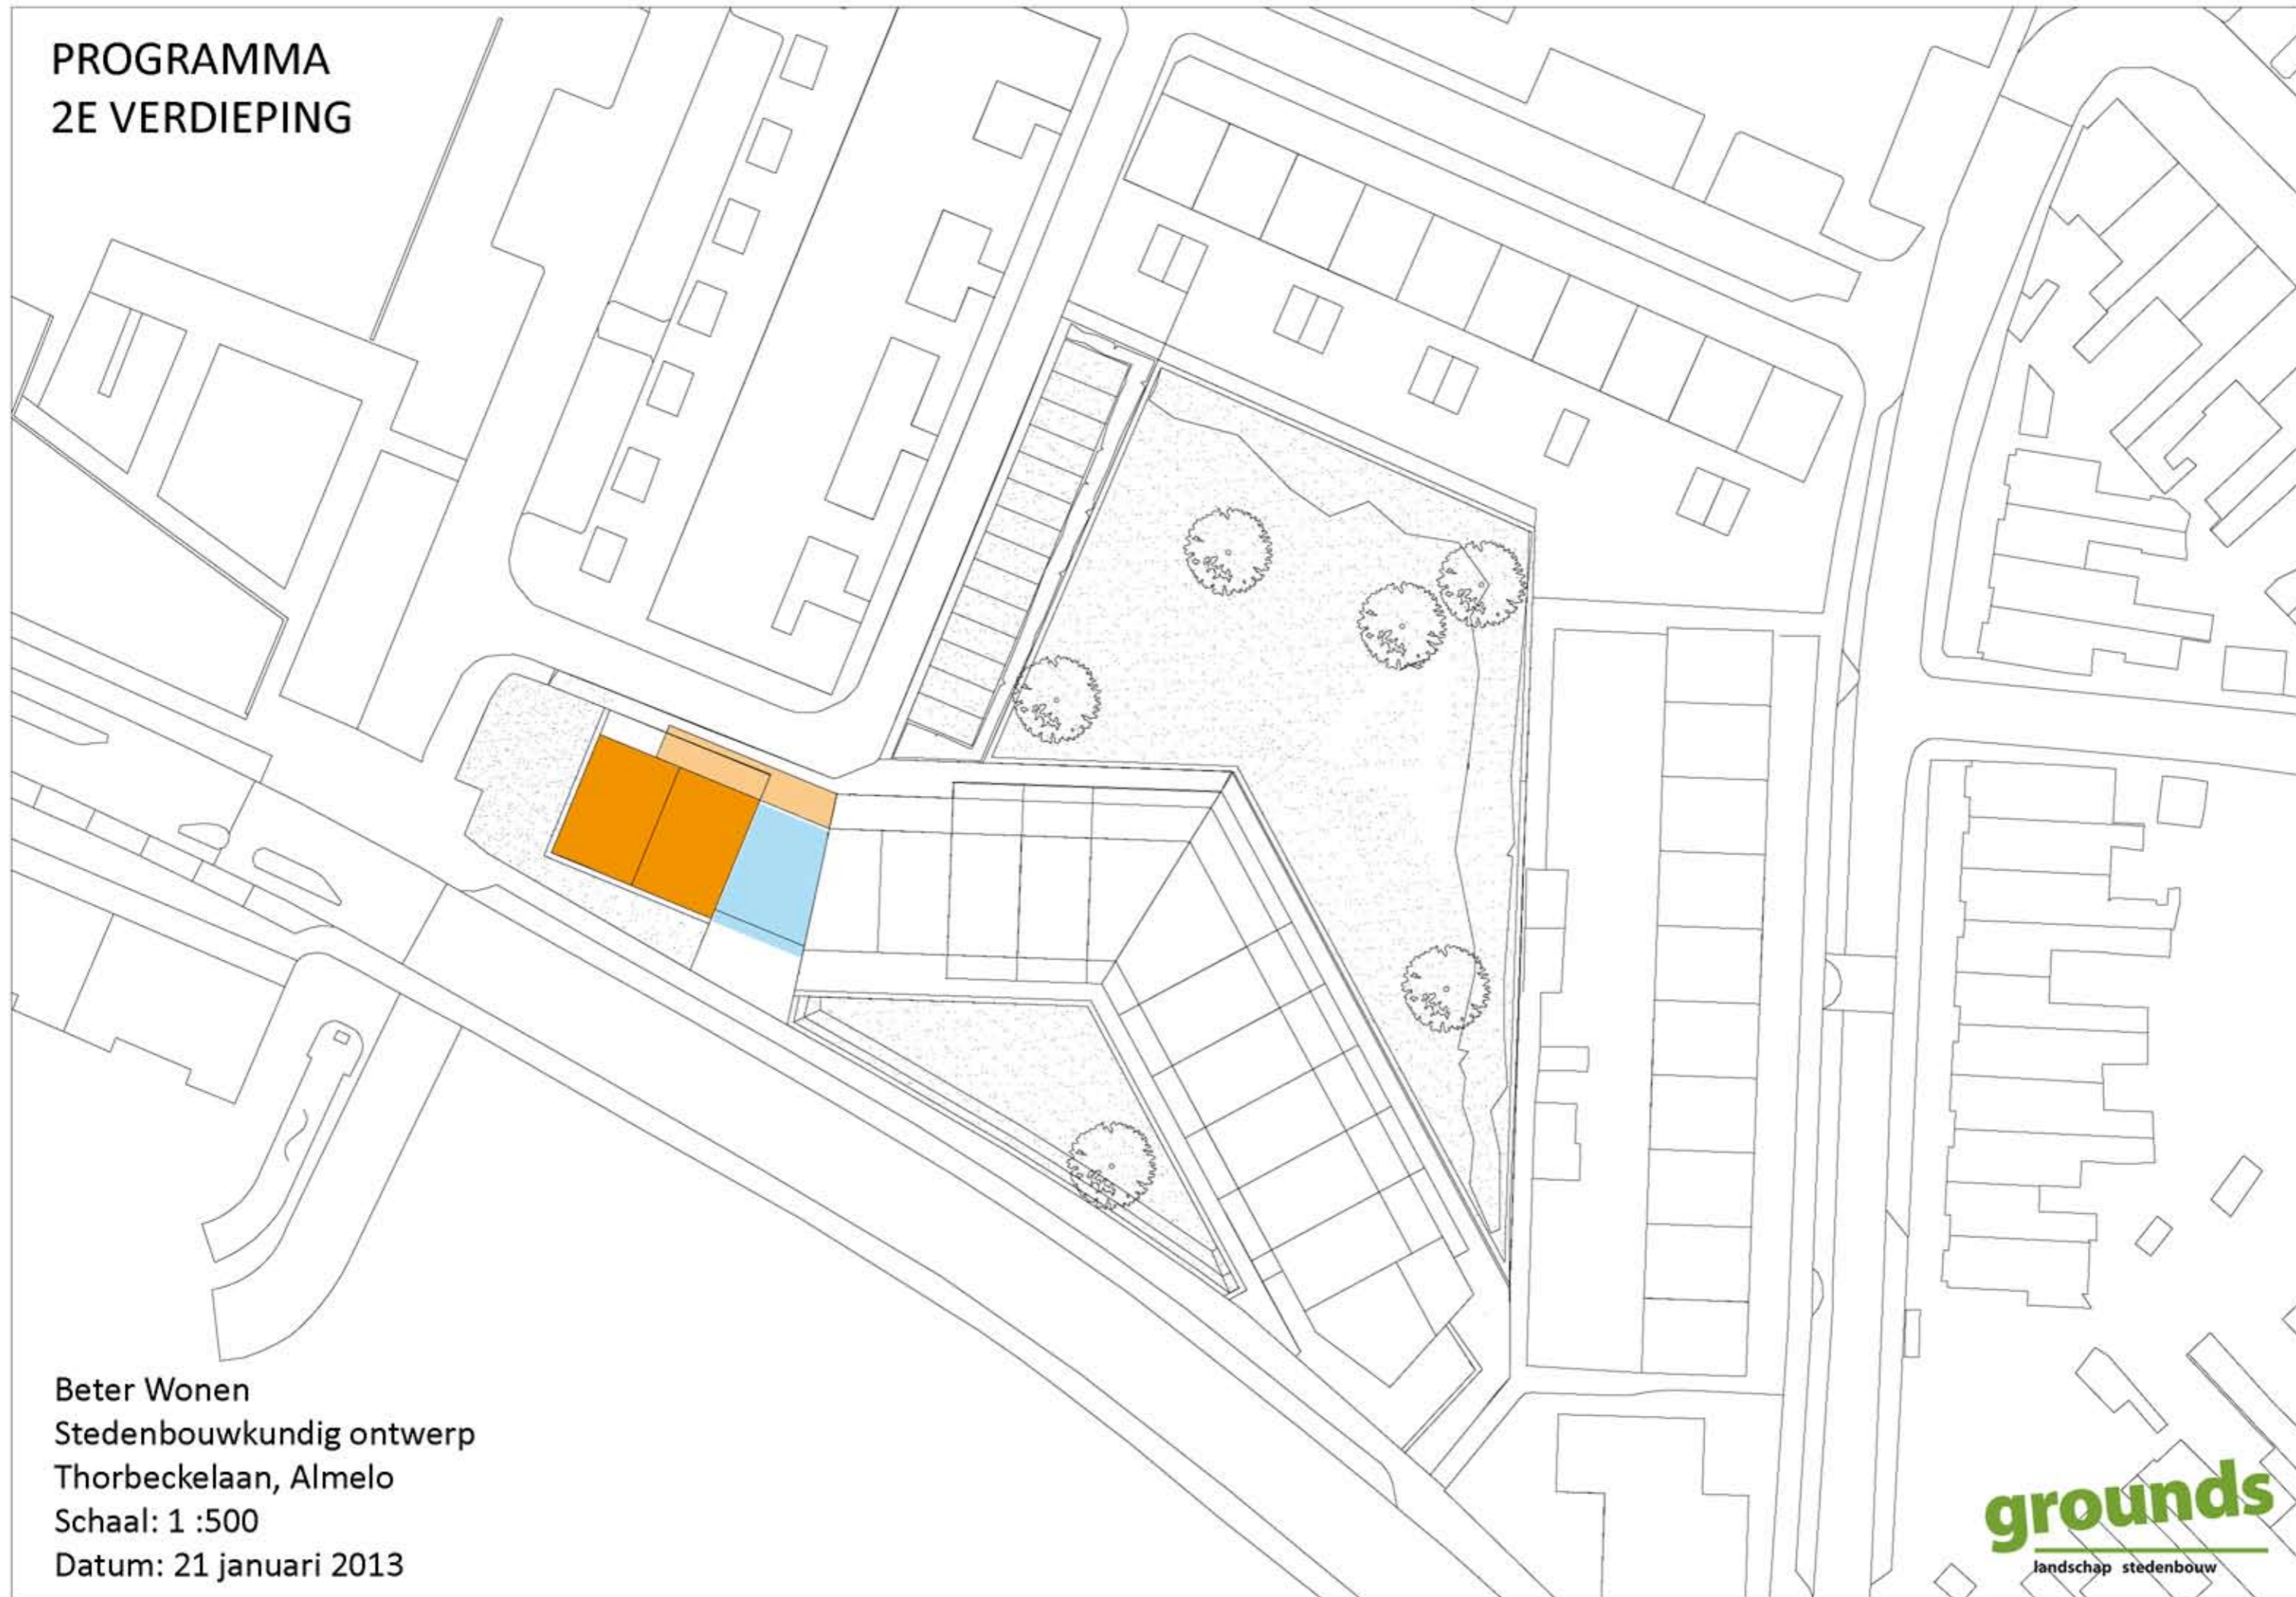 PROGRAMMA
2E VERDIEPING
Beter Wonen
Stedenbouwkundig ontwerp
Thorbeckelaan, Almelo
Schaal: 1 :500
Datum: 21 januari 2013
grounds
landschap stedenbouw